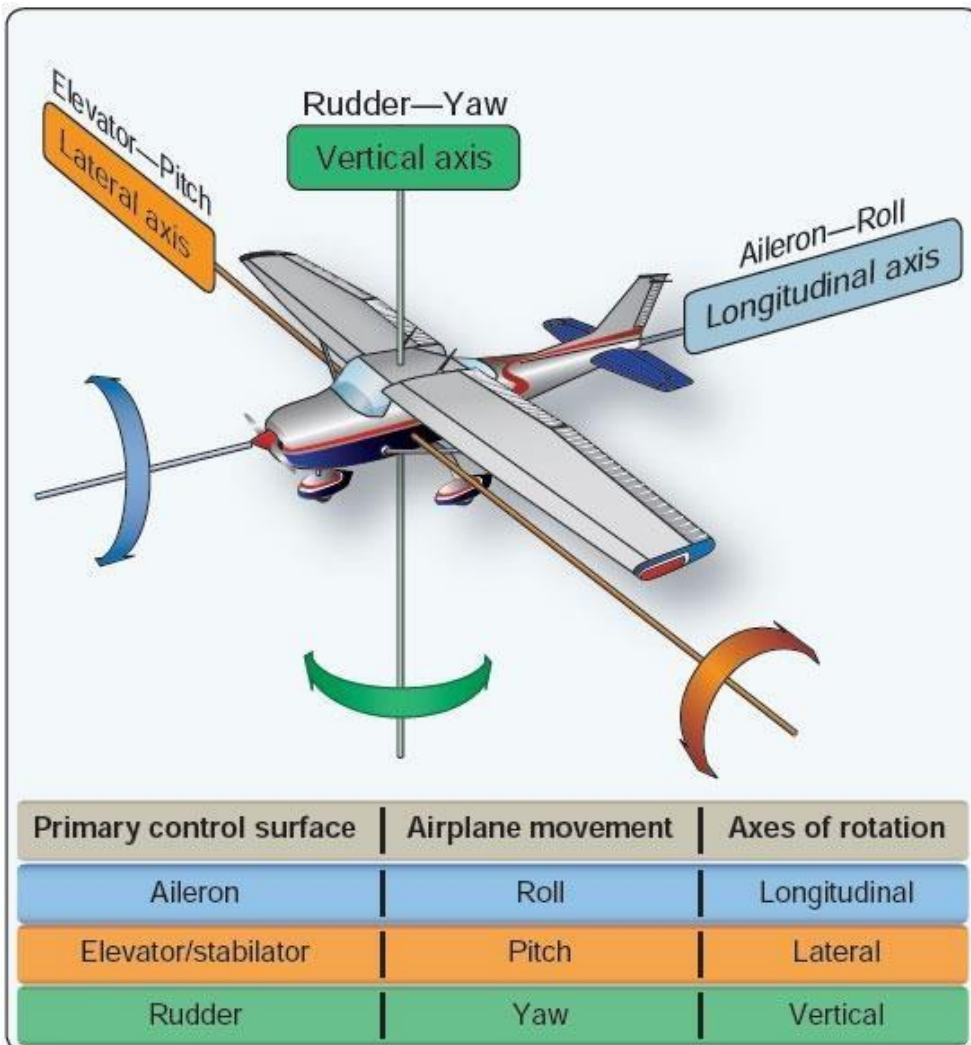 Elevator—Pitch
Lateral axis
Rudder—Yaw
Vertical axis
Aileron—Roll
Longitudinal axis
Primary control surface | Airplane movement | Axes of rotation
Aileron | Roll | Longitudinal
Elevator/stabilator | Pitch | Lateral
Rudder | Yaw | Vertical